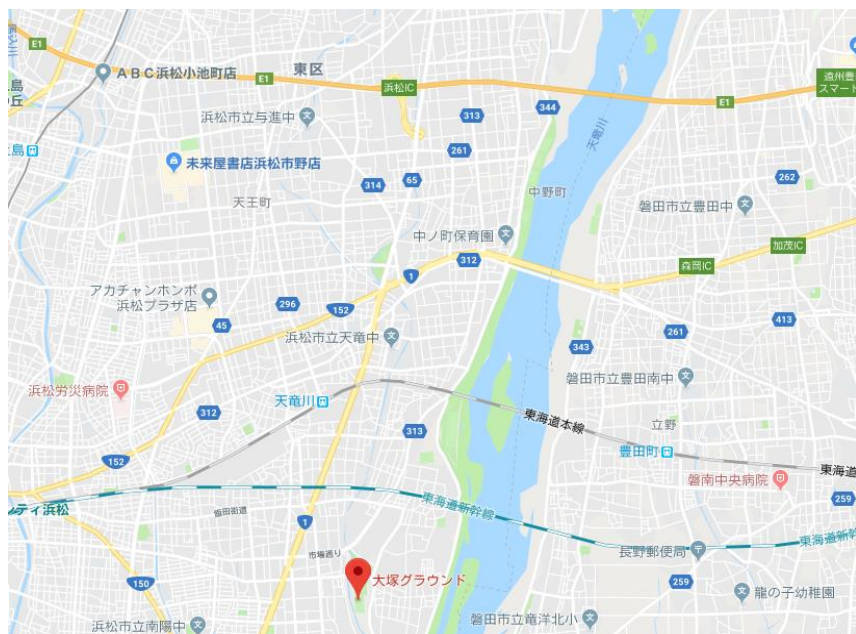 E1
ABC浜松小池町店
E1
東区
浜松IC
344
E1
遠州豊
スマート
浜松市立与進中
313
天竜川
261
未来屋書店浜松市野店
314
65
中野町
262
天王町
磐田市立豊田中
中ノ町保育園
加茂IC
312
森岡IC
1
アカチャンホンポ
浜松プラザ店
296
152
45
浜松市立天竜中
261
413
343
浜松労災病院
磐田市立豊田南中
天竜川
312
東海道本線
立野
313
豊田町
東海道
152
磐南中央病院
259
ンティ浜松
飯田街道
東海道新幹線
1
東海道新幹
市場通り
長野郵便局
大塚グラウンド
150
259
龍の子幼稚園
浜松市立南陽中
磐田市立竜洋北小